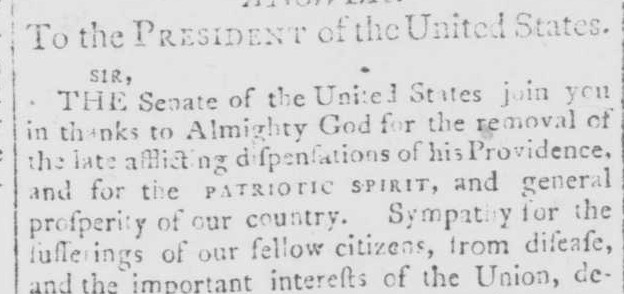 To the PRESIDENT of the United States.
SIR,
THE Senate of the United States join you
in thanks to Almighty God for the removal of
the late afflicting diſpenſations of his Providence,
and for the PATRIOTIC SPIRIT, and general
proſperity of our country. Sympathy for the
ſufferings of our fellow citizens, from diſeaſe,
and the important intereſts of the Union, de-